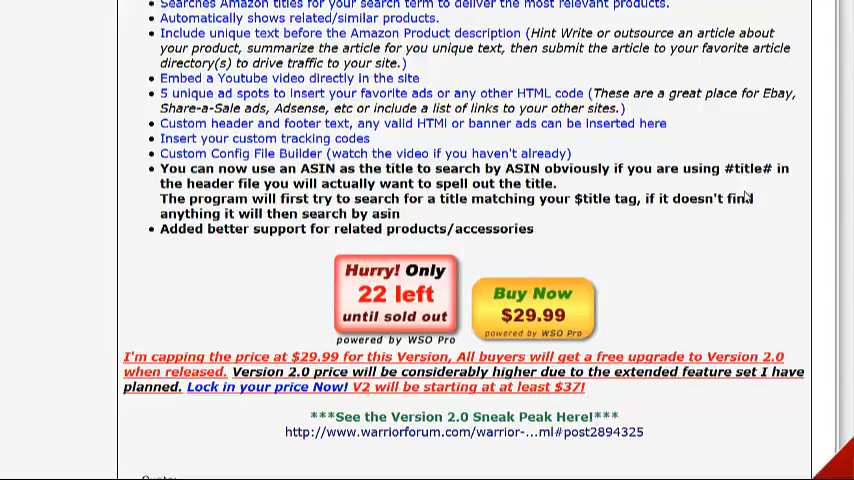 Searches Amazon titles for your search term to deliver the most relevant products.
Automatically shows related/similar products.
Include unique text before the Amazon Product description (Hint Write or outsource an article about
your product, summarize the article for you unique text, then submit the article to your favorite article
directory(s) to drive traffic to your site.)
Embed a Youtube video directly in the site
5 unique ad spots to insert your favorite ads or any other HTML code (These are a great place for Ebay,
Share-a-Sale ads, Adsense, etc or include a list of links to your other sites.)
Custom header and footer text, any valid HTMl or banner ads can be inserted here
Insert your custom tracking codes
Custom Config File Builder (watch the video if you haven't already)
You can now use an ASIN as the title to search by ASIN obviously if you are using #title# in
the header file you will actually want to spell out the title.
The program will first try to search for a title matching your $title tag, if it doesn't find
anything it will then search by asin
Added better support for related products/accessories
Hurry! Only
22 left
until sold out
powered by WSO Pro
Buy Now
$29.99
powered by WSO Pro
I'm capping the price at $29.99 for this Version, All buyers will get a free upgrade to Version 2.0
when released. Version 2.0 price will be considerably higher due to the extended feature set I have
planned. Lock in your price Now! V2 will be starting at at least $37!
***See the Version 2.0 Sneak Peak Here!***
http://www.warriorforum.com/warrior-...ml#post2894325